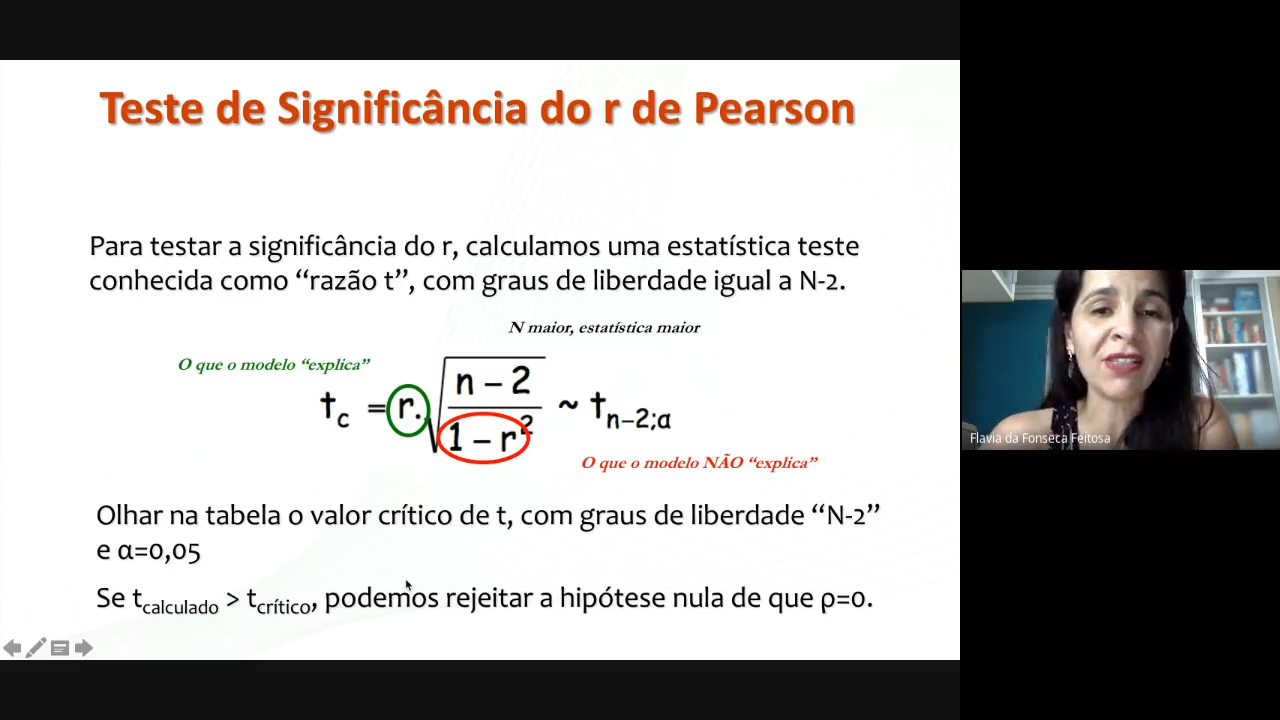 Teste de Significância do r de Pearson
Para testar a significância do r, calculamos uma estatística teste
conhecida como “razão t”, com graus de liberdade igual a N-2.
N maior, estatística maior
O que o modelo “explica”
t_c = r.√((n – 2)/(1 – r²)) ~ t_{n–2;α}
O que o modelo NÃO “explica”
Olhar na tabela o valor crítico de t, com graus de liberdade “N-2”
e α=0,05
Se t_calculado > t_crítico, podemos rejeitar a hipótese nula de que ρ=0.
Flavia da Fonseca Feitosa